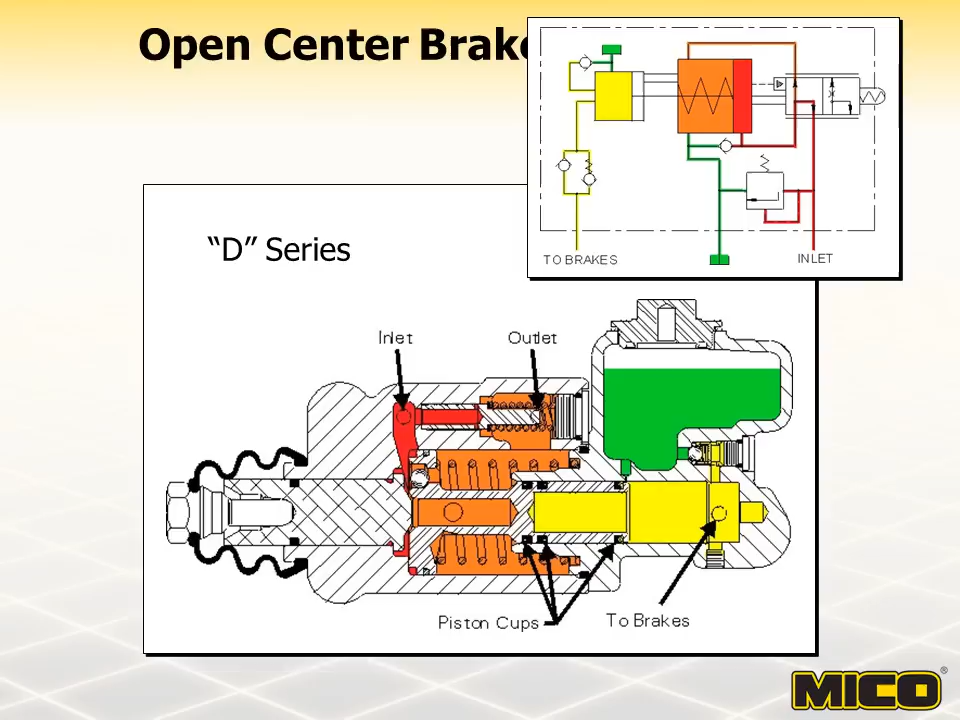 Open Center Brake
TO BRAKES
INLET
“D” Series
Inlet
Outlet
Piston Cups
To Brakes
MICO®